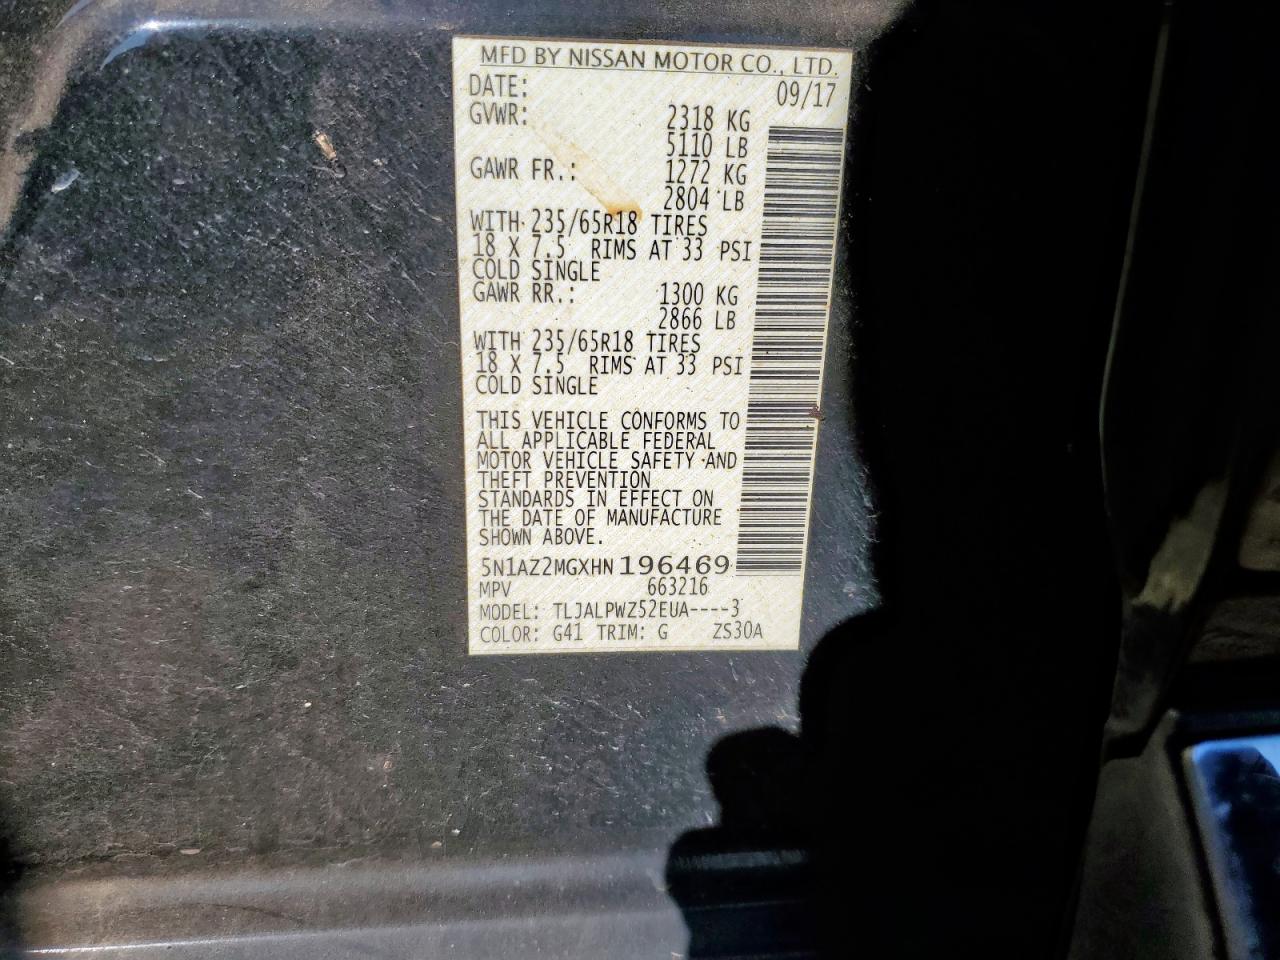 MFD BY NISSAN MOTOR CO., LTD.
DATE: 09/17
GVWR: 2318 KG
5110 LB
GAWR FR.: 1272 KG
2804 LB
WITH 235/65R18 TIRES
18 X 7.5 RIMS AT 33 PSI
COLD SINGLE
GAWR RR.: 1300 KG
2866 LB
WITH 235/65R18 TIRES
18 X 7.5 RIMS AT 33 PSI
COLD SINGLE
THIS VEHICLE CONFORMS TO
ALL APPLICABLE FEDERAL
MOTOR VEHICLE SAFETY AND
THEFT PREVENTION
STANDARDS IN EFFECT ON
THE DATE OF MANUFACTURE
SHOWN ABOVE.
5N1AZ2MGXHN196469
MPV 663216
MODEL: TLJALPWZ52EUA----3
COLOR: G41 TRIM: G ZS30A